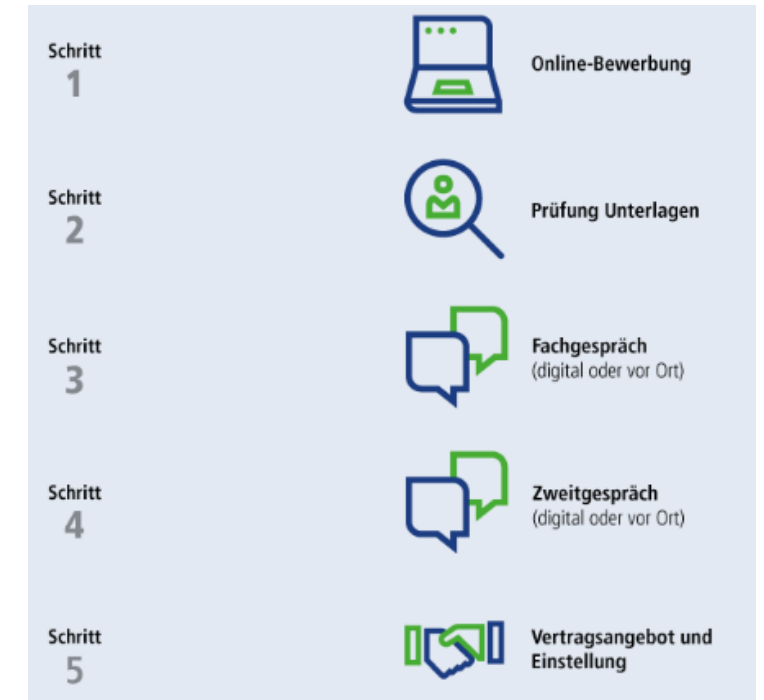 Schritt
1
Online-Bewerbung
Schritt
2
Prüfung Unterlagen
Schritt
3
Fachgespräch
(digital oder vor Ort)
Schritt
4
Zweitgespräch
(digital oder vor Ort)
Schritt
5
Vertragsangebot und
Einstellung